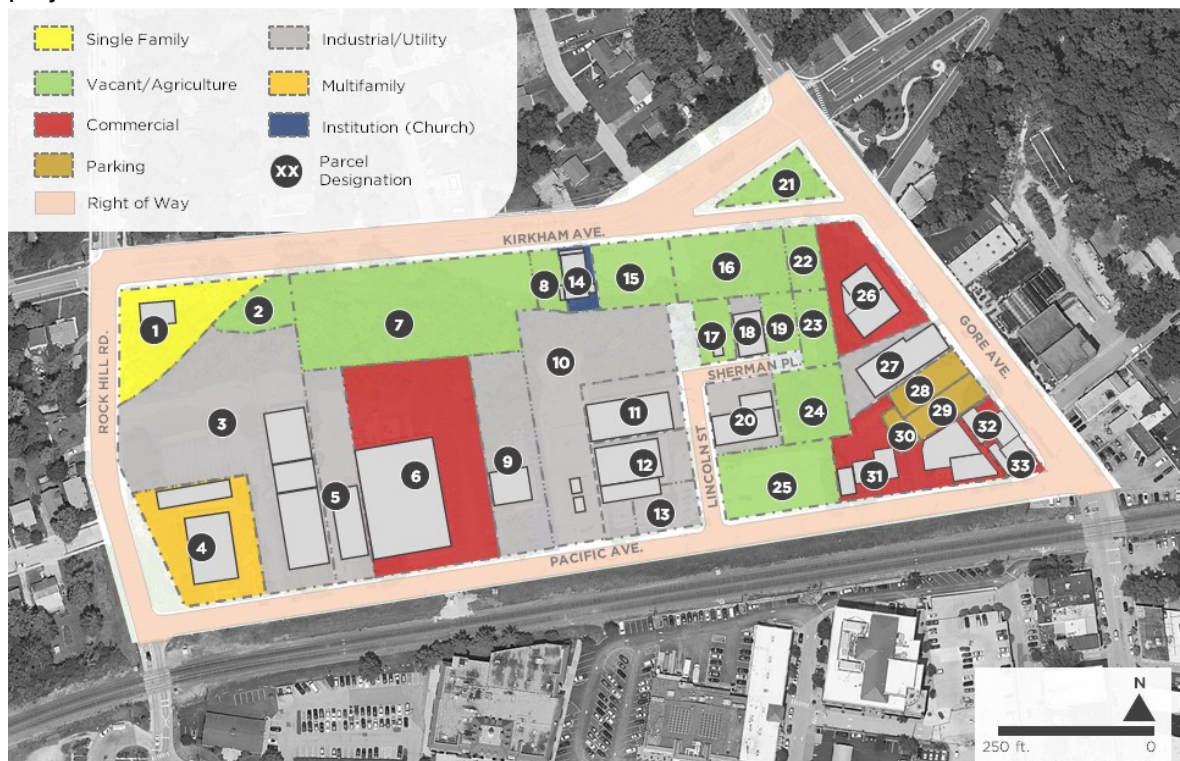 Single Family
Industrial/Utility
Vacant/Agriculture
Multifamily
Commercial
Institution (Church)
Parking
XX
Parcel
Designation
Right of Way
KIRKHAM AVE.
ROCK HILL RD.
GORE AVE.
SHERMAN PL.
LINCOLN ST.
PACIFIC AVE.
1
2
3
4
5
6
7
8
9
10
11
12
13
14
15
16
17
18
19
20
21
22
23
24
25
26
27
28
29
30
31
32
33
N
250 ft.
0